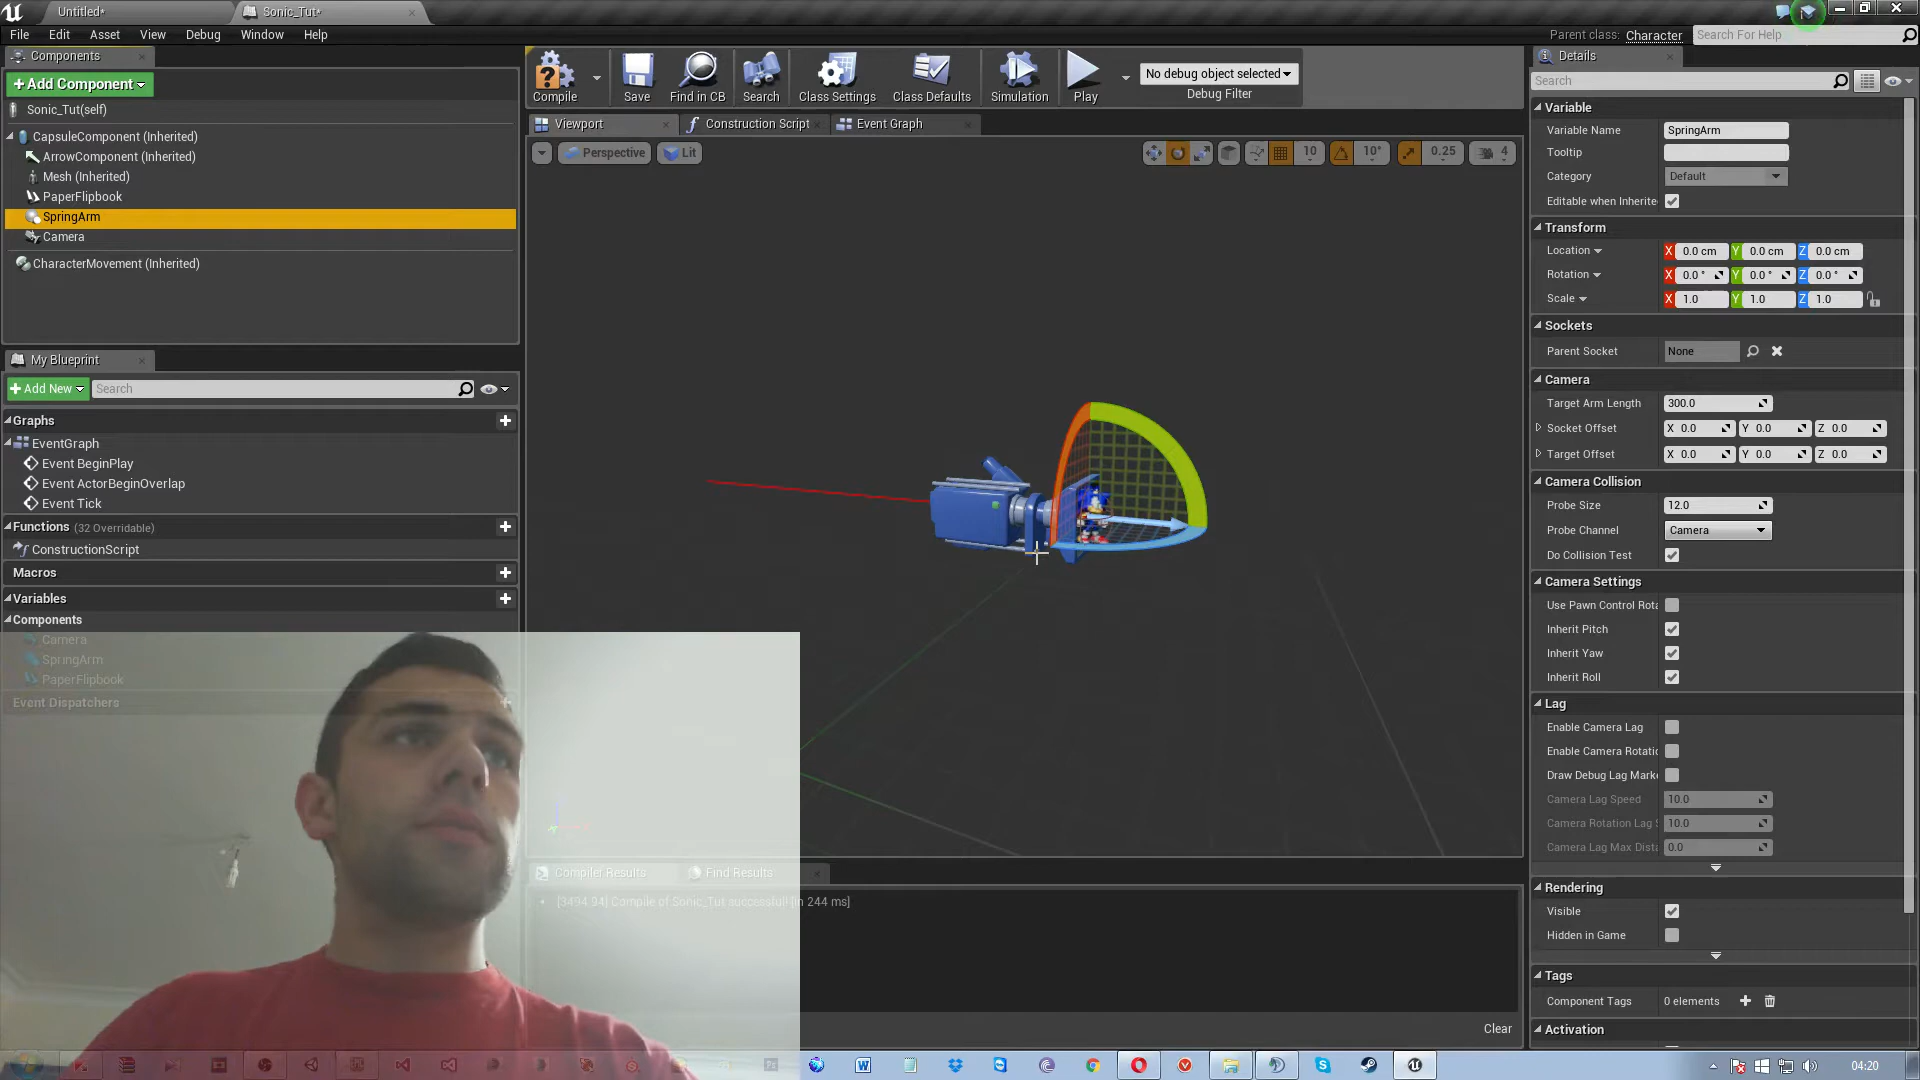 Untitled*
Sonic_Tut*
File Edit Asset View Debug Window Help
Parent class: Character
Search For Help
Components
+ Add Component
Sonic_Tut(self)
CapsuleComponent (Inherited)
ArrowComponent (Inherited)
Mesh (Inherited)
PaperFlipbook
SpringArm
Camera
CharacterMovement (Inherited)
My Blueprint
+ Add New
Search
Graphs
EventGraph
Event BeginPlay
Event ActorBeginOverlap
Event Tick
Functions (32 Overridable)
ConstructionScript
Macros
Variables
Components
Camera
SpringArm
PaperFlipbook
Event Dispatchers
Compile
Save
Find in CB
Search
Class Settings
Class Defaults
Simulation
Play
No debug object selected
Debug Filter
Viewport
Construction Script
Event Graph
Perspective
Lit
10
10°
0.25
4
Compiler Results
Find Results
[3494.94] Compile of Sonic_Tut successful! [in 244 ms]
Clear
Details
Search
Variable
Variable Name SpringArm
Tooltip
Category Default
Editable when Inherite
Transform
Location X 0.0 cm Y 0.0 cm Z 0.0 cm
Rotation X 0.0 ° Y 0.0 ° Z 0.0 °
Scale X 1.0 Y 1.0 Z 1.0
Sockets
Parent Socket None
Camera
Target Arm Length 300.0
Socket Offset X 0.0 Y 0.0 Z 0.0
Target Offset X 0.0 Y 0.0 Z 0.0
Camera Collision
Probe Size 12.0
Probe Channel Camera
Do Collision Test
Camera Settings
Use Pawn Control Rota
Inherit Pitch
Inherit Yaw
Inherit Roll
Lag
Enable Camera Lag
Enable Camera Rotatic
Draw Debug Lag Marke
Camera Lag Speed 10.0
Camera Rotation Lag S 10.0
Camera Lag Max Dista 0.0
Rendering
Visible
Hidden in Game
Tags
Component Tags 0 elements
Activation
04:20